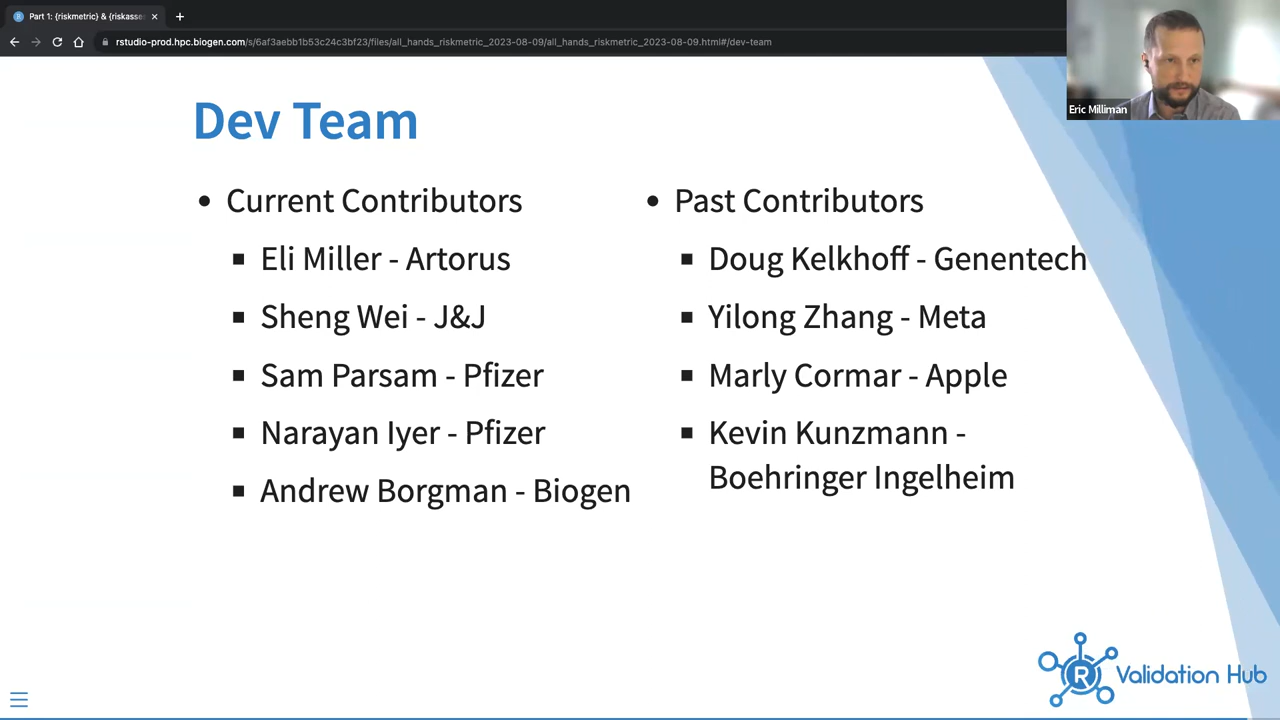 Part 1: {riskmetric} & {riskasse
rstudio-prod.hpc.biogen.com/s/6af3aebb1b53c24c3bf23/files/all_hands_riskmetric_2023-08-09/all_hands_riskmetric_2023-08-09.html#/dev-team
Eric Milliman
Dev Team
Current Contributors
Eli Miller - Artorus
Sheng Wei - J&J
Sam Parsam - Pfizer
Narayan Iyer - Pfizer
Andrew Borgman - Biogen
Past Contributors
Doug Kelkhoff - Genentech
Yilong Zhang - Meta
Marly Cormar - Apple
Kevin Kunzmann -
Boehringer Ingelheim
R Validation Hub